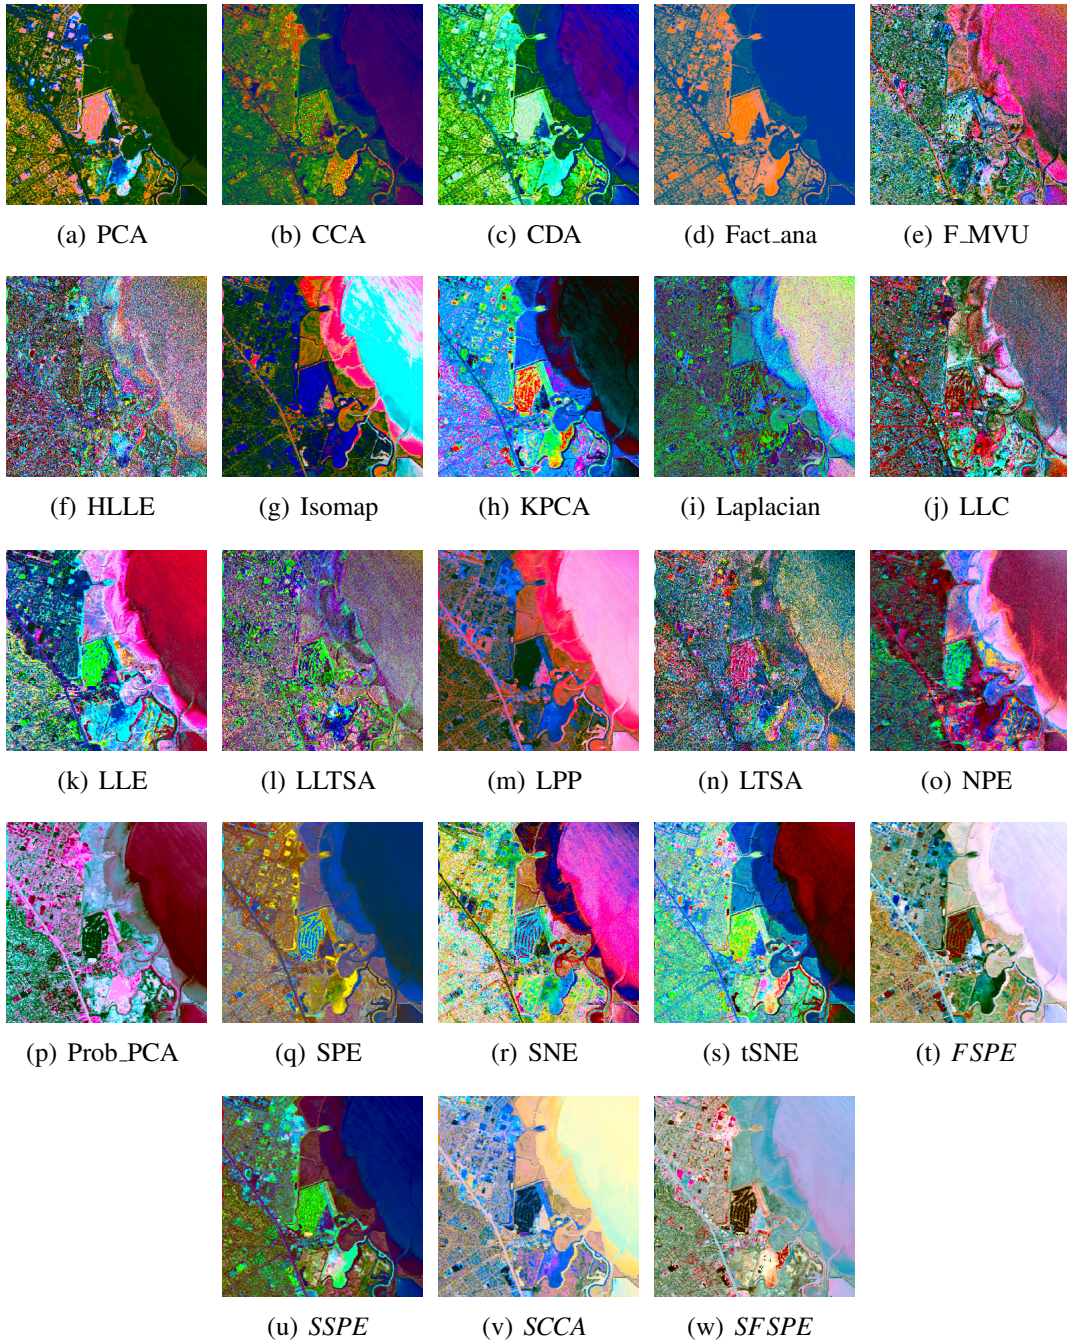 (a) PCA (b) CCA (c) CDA (d) Fact_ana (e) F_MVU
(f) HLLE (g) Isomap (h) KPCA (i) Laplacian (j) LLC
(k) LLE (l) LLTSA (m) LPP (n) LTSA (o) NPE
(p) Prob_PCA (q) SPE (r) SNE (s) tSNE (t) FSPE
(u) SSPE (v) SCCA (w) SFSPE